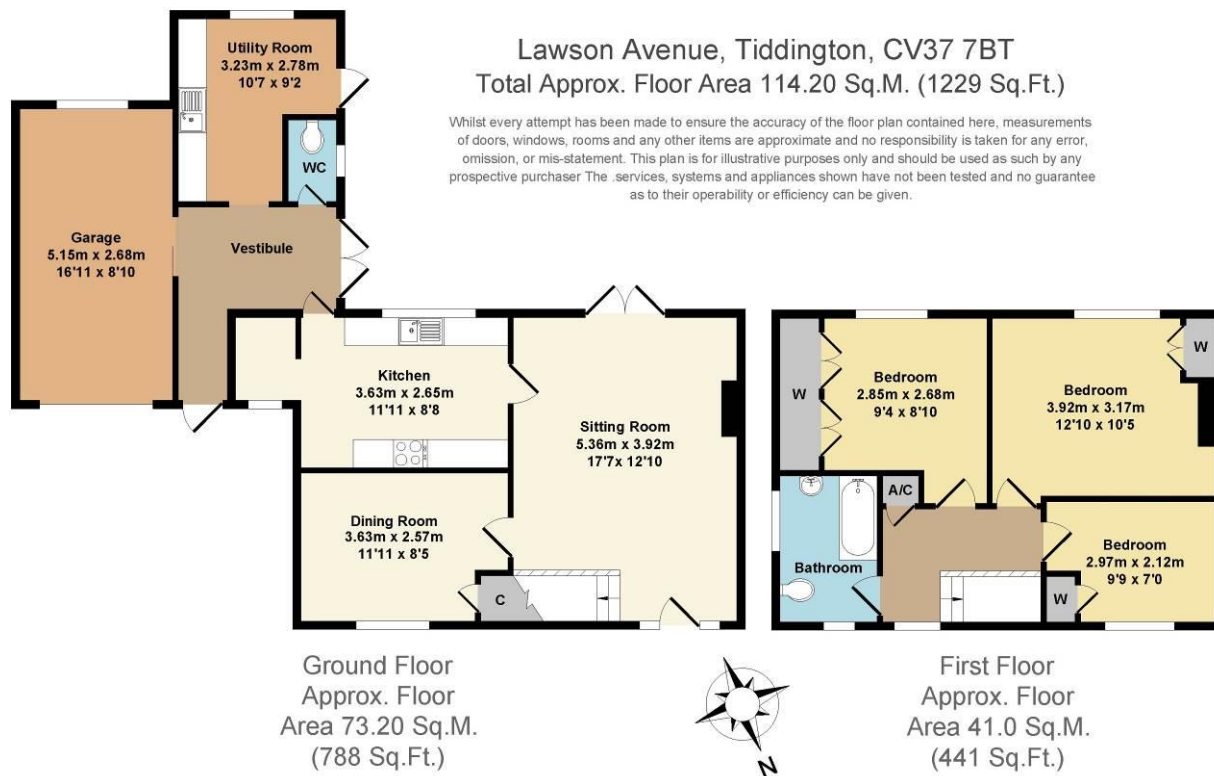 Lawson Avenue, Tiddington, CV37 7BT
Total Approx. Floor Area 114.20 Sq.M. (1229 Sq.Ft.)
Whilst every attempt has been made to ensure the accuracy of the floor plan contained here, measurements
of doors, windows, rooms and any other items are approximate and no responsibility is taken for any error,
omission, or mis-statement. This plan is for illustrative purposes only and should be used as such by any
prospective purchaser The .services, systems and appliances shown have not been tested and no guarantee
as to their operability or efficiency can be given.
Utility Room
3.23m x 2.78m
10'7 x 9'2
WC
Garage
5.15m x 2.68m
16'11 x 8'10
Vestibule
Kitchen
3.63m x 2.65m
11'11 x 8'8
Sitting Room
5.36m x 3.92m
17'7x 12'10
Dining Room
3.63m x 2.57m
11'11 x 8'5
C
W
Bedroom
2.85m x 2.68m
9'4 x 8'10
Bedroom
3.92m x 3.17m
12'10 x 10'5
W
A/C
Bathroom
Bedroom
2.97m x 2.12m
9'9 x 7'0
W
Ground Floor
Approx. Floor
Area 73.20 Sq.M.
(788 Sq.Ft.)
N
First Floor
Approx. Floor
Area 41.0 Sq.M.
(441 Sq.Ft.)